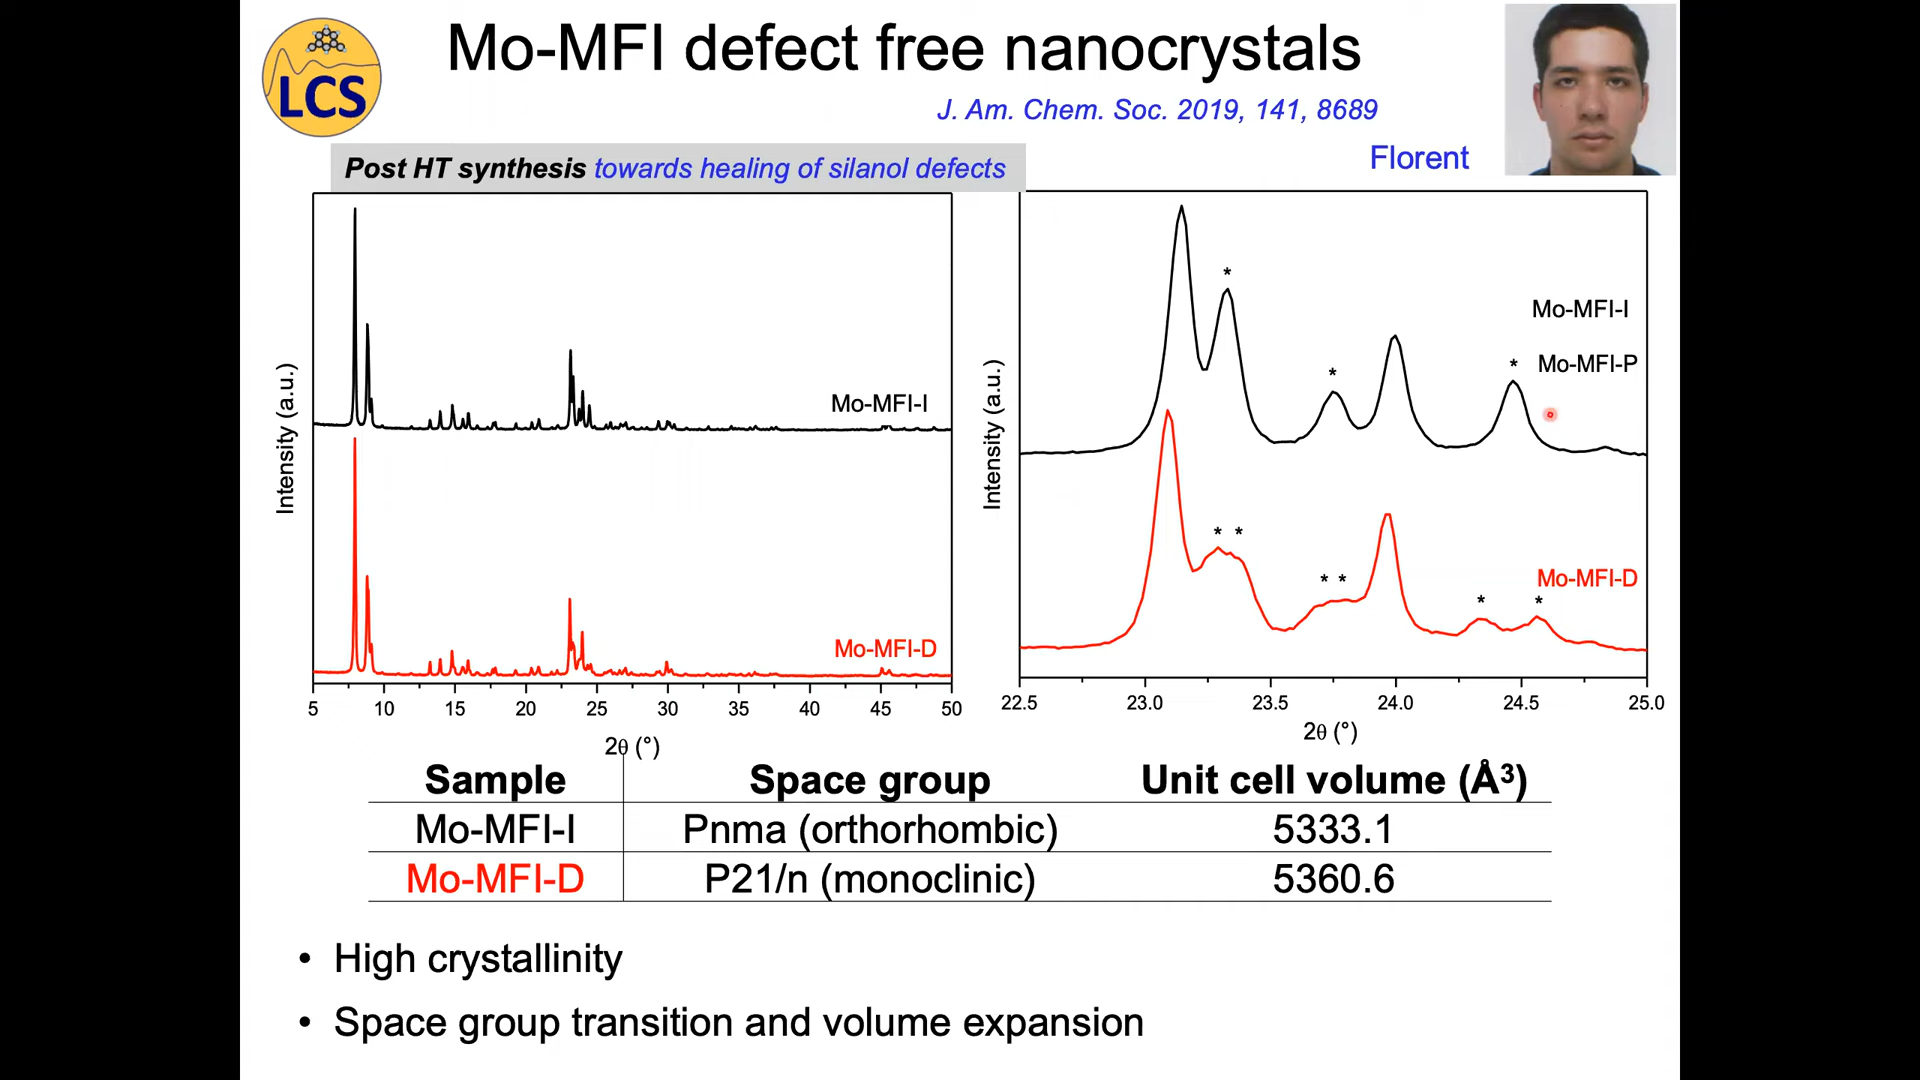 LCS
Mo-MFI defect free nanocrystals
J. Am. Chem. Soc. 2019, 141, 8689
Florent
Post HT synthesis towards healing of silanol defects
Intensity (a.u.)
Mo-MFI-I
Mo-MFI-D
5 10 15 20 25 30 35 40 45 50
2θ (°)
Intensity (a.u.)
*
Mo-MFI-I
* * Mo-MFI-P
* *
* * Mo-MFI-D
* *
22.5 23.0 23.5 24.0 24.5 25.0
2θ (°)
Sample Space group Unit cell volume (Å³)
Mo-MFI-I Pnma (orthorhombic) 5333.1
Mo-MFI-D P21/n (monoclinic) 5360.6
• High crystallinity
• Space group transition and volume expansion